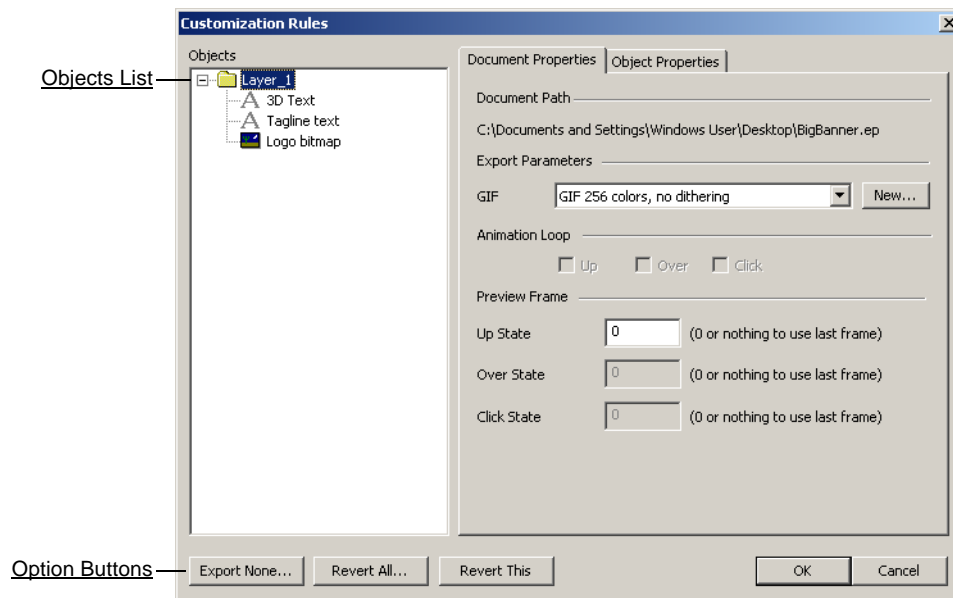 Customization Rules
Objects
Objects List
Layer_1
3D Text
Tagline text
Logo bitmap
Document Properties
Object Properties
Document Path
C:\Documents and Settings\Windows User\Desktop\BigBanner.ep
Export Parameters
GIF
GIF 256 colors, no dithering
New...
Animation Loop
Up
Over
Click
Preview Frame
Up State
0
(0 or nothing to use last frame)
Over State
0
(0 or nothing to use last frame)
Click State
0
(0 or nothing to use last frame)
Option Buttons
Export None...
Revert All...
Revert This
OK
Cancel